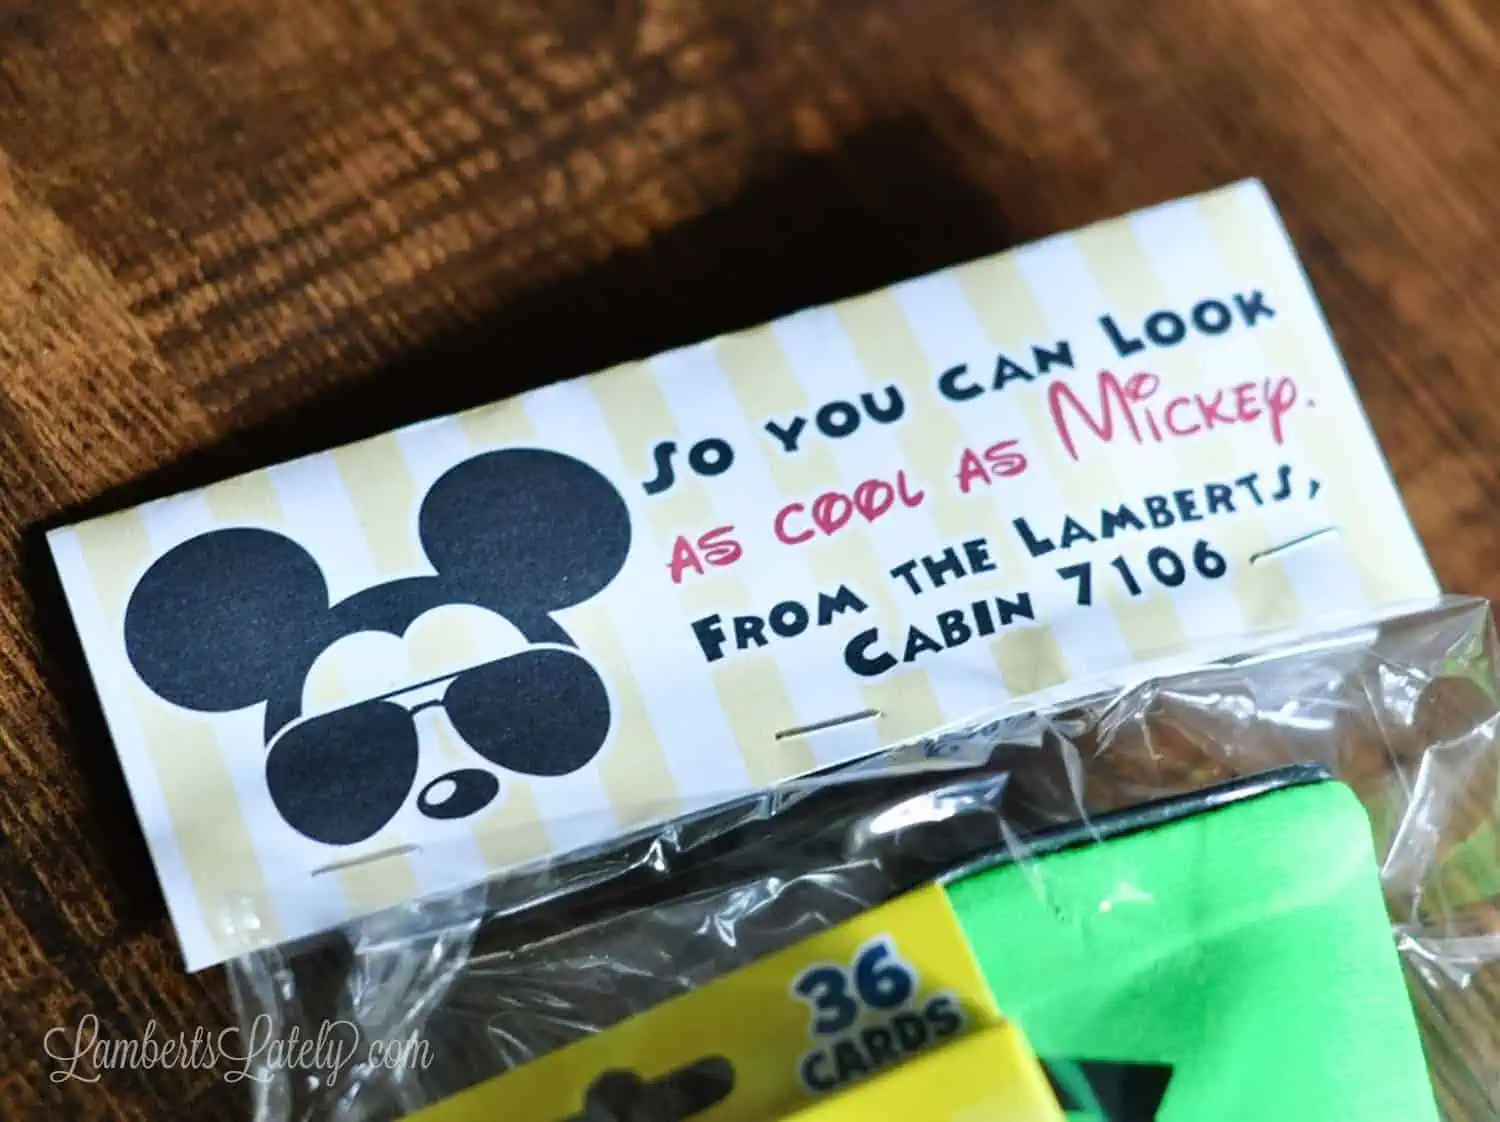 So you can Look
as cool as Mickey.
From the Lamberts,
Cabin 7106
36
CARDS
LambertsLately.com